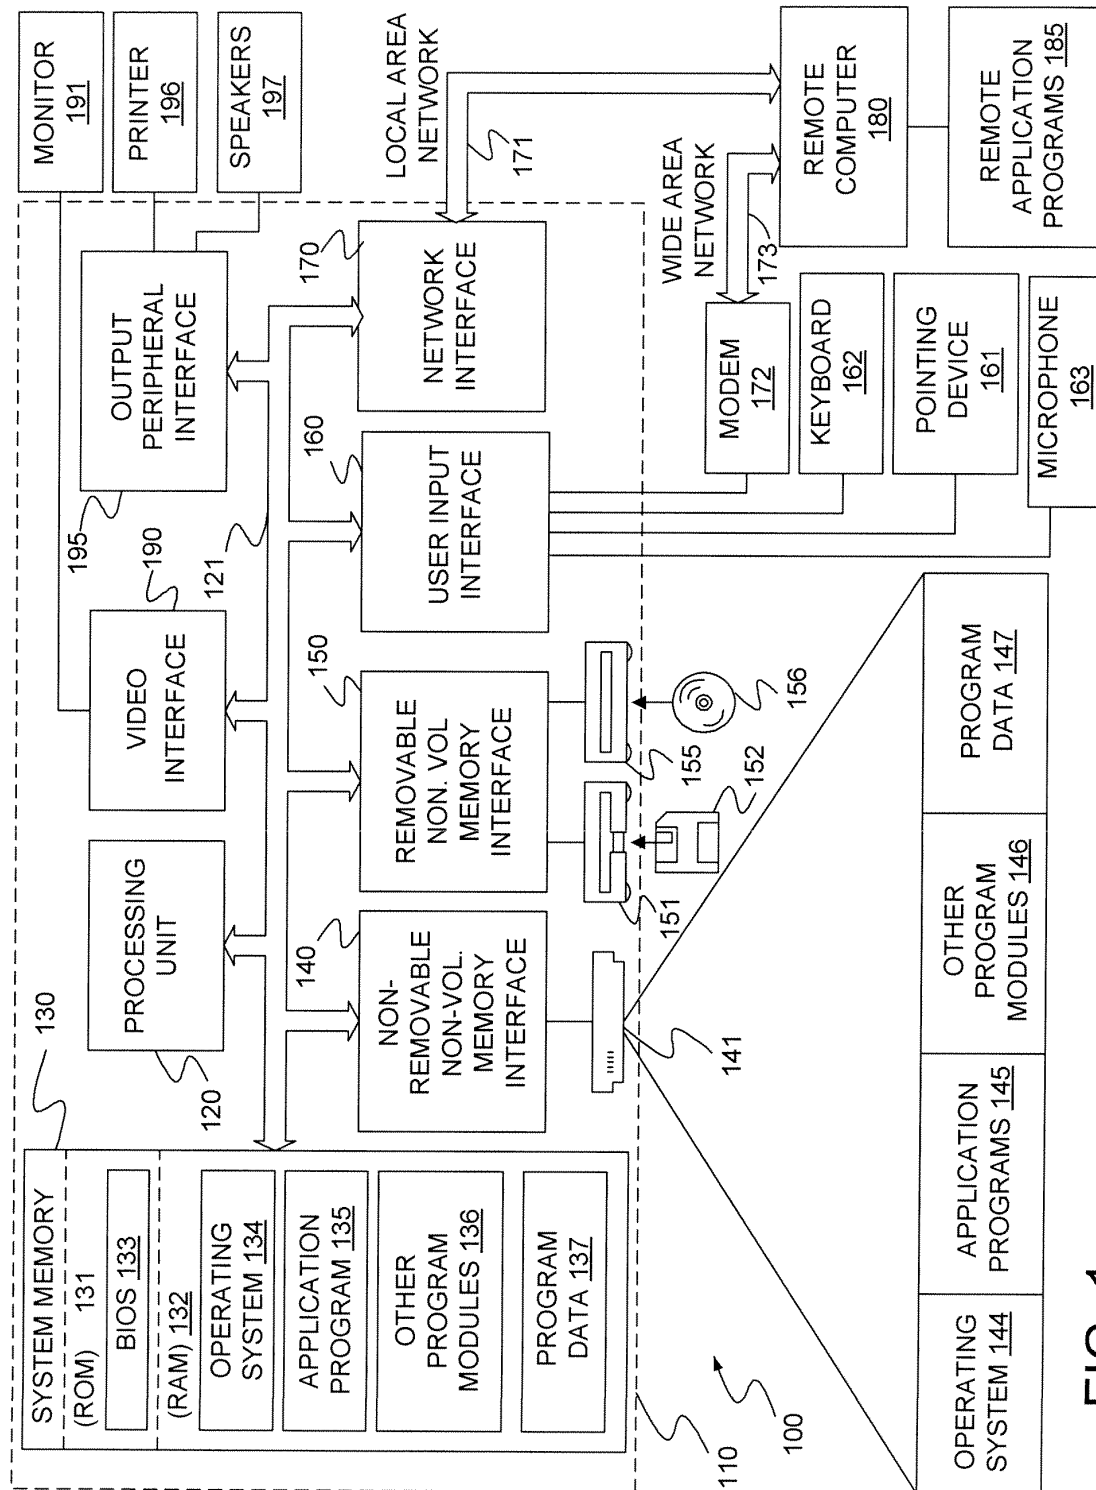 SYSTEM MEMORY
(ROM) 131
BIOS 133
(RAM) 132
OPERATING
SYSTEM 134
APPLICATION
PROGRAM 135
OTHER
PROGRAM
MODULES 136
PROGRAM
DATA 137
130
PROCESSING
UNIT
120
VIDEO
INTERFACE
190
121
OUTPUT
PERIPHERAL
INTERFACE
195
MONITOR
191
PRINTER
196
SPEAKERS
197
NON-
REMOVABLE
NON-VOL.
MEMORY
INTERFACE
140
REMOVABLE
NON. VOL
MEMORY
INTERFACE
150
USER INPUT
INTERFACE
160
NETWORK
INTERFACE
170
LOCAL AREA
NETWORK
171
141
151
152
155
156
WIDE AREA
NETWORK
173
MODEM
172
KEYBOARD
162
POINTING
DEVICE
161
MICROPHONE
163
REMOTE
COMPUTER
180
REMOTE
APPLICATION
PROGRAMS 185
110
100
OPERATING
SYSTEM 144
APPLICATION
PROGRAMS 145
OTHER
PROGRAM
MODULES 146
PROGRAM
DATA 147